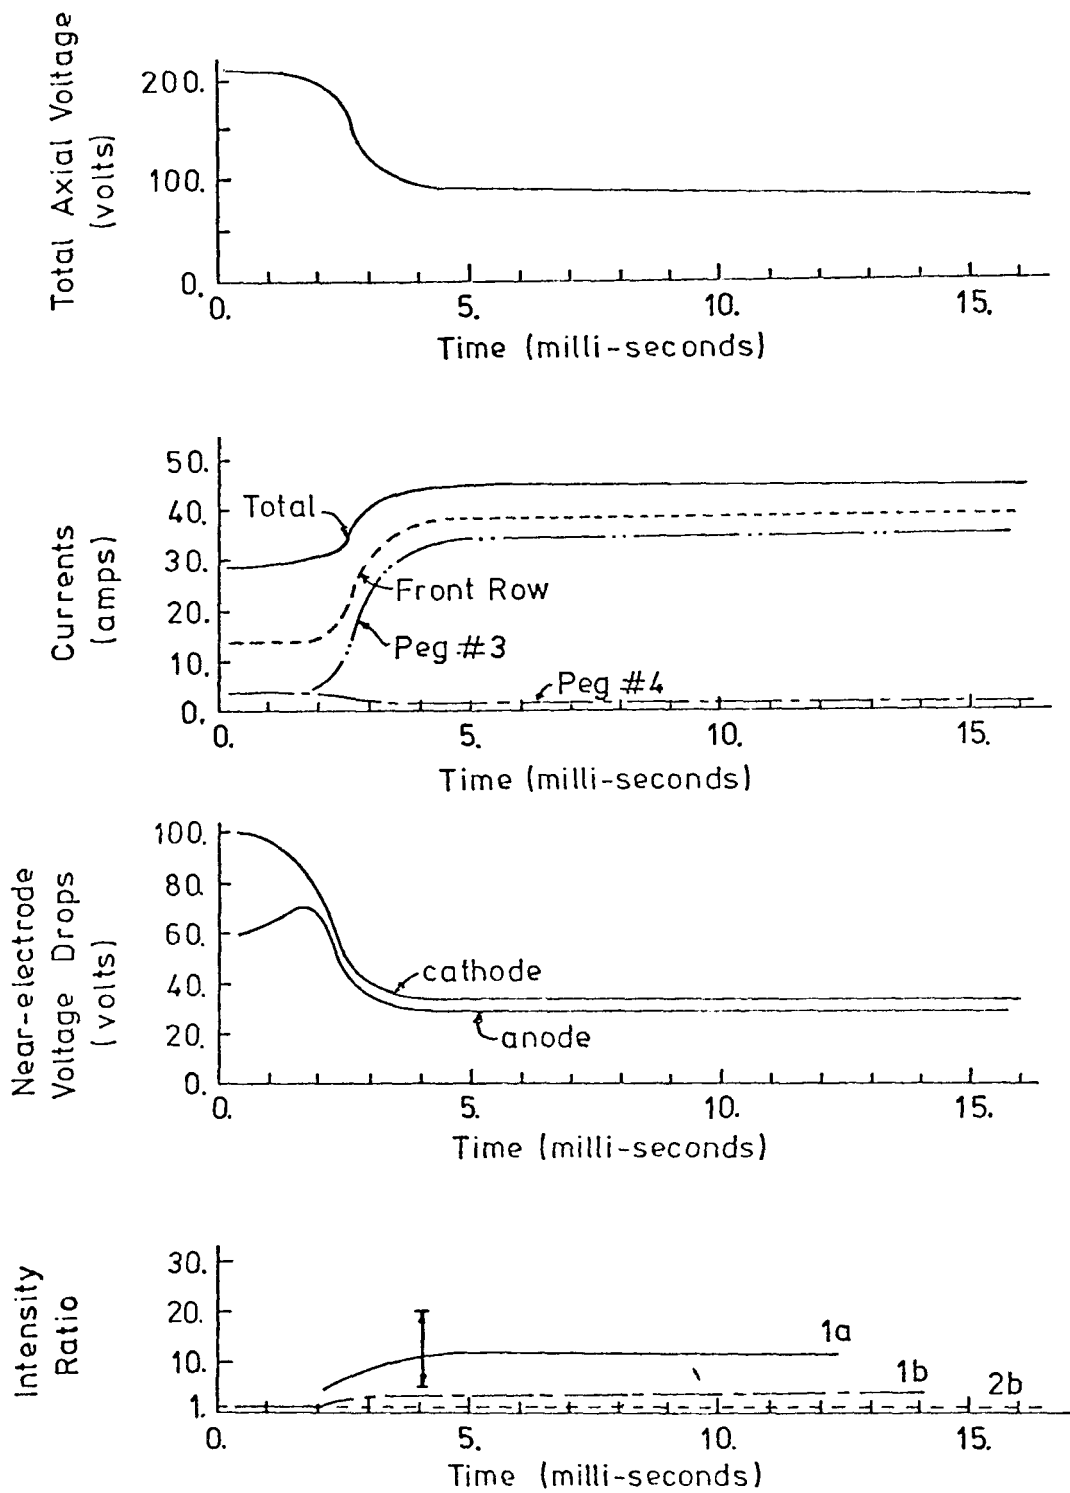 Total Axial Voltage
(volts)
200.
100.
0.
0. 5. 10. 15.
Time (milli-seconds)
Currents
(amps)
50.
40.
30.
20.
10.
0.
Total
Front Row
Peg #3
Peg #4
0. 5. 10. 15.
Time (milli-seconds)
Near-electrode
Voltage Drops
(volts)
100.
80.
60.
40.
20.
0.
cathode
anode
0. 5. 10. 15.
Time (milli-seconds)
Intensity
Ratio
30.
20.
10.
1.
1a
1b
2b
0. 5. 10. 15.
Time (milli-seconds)